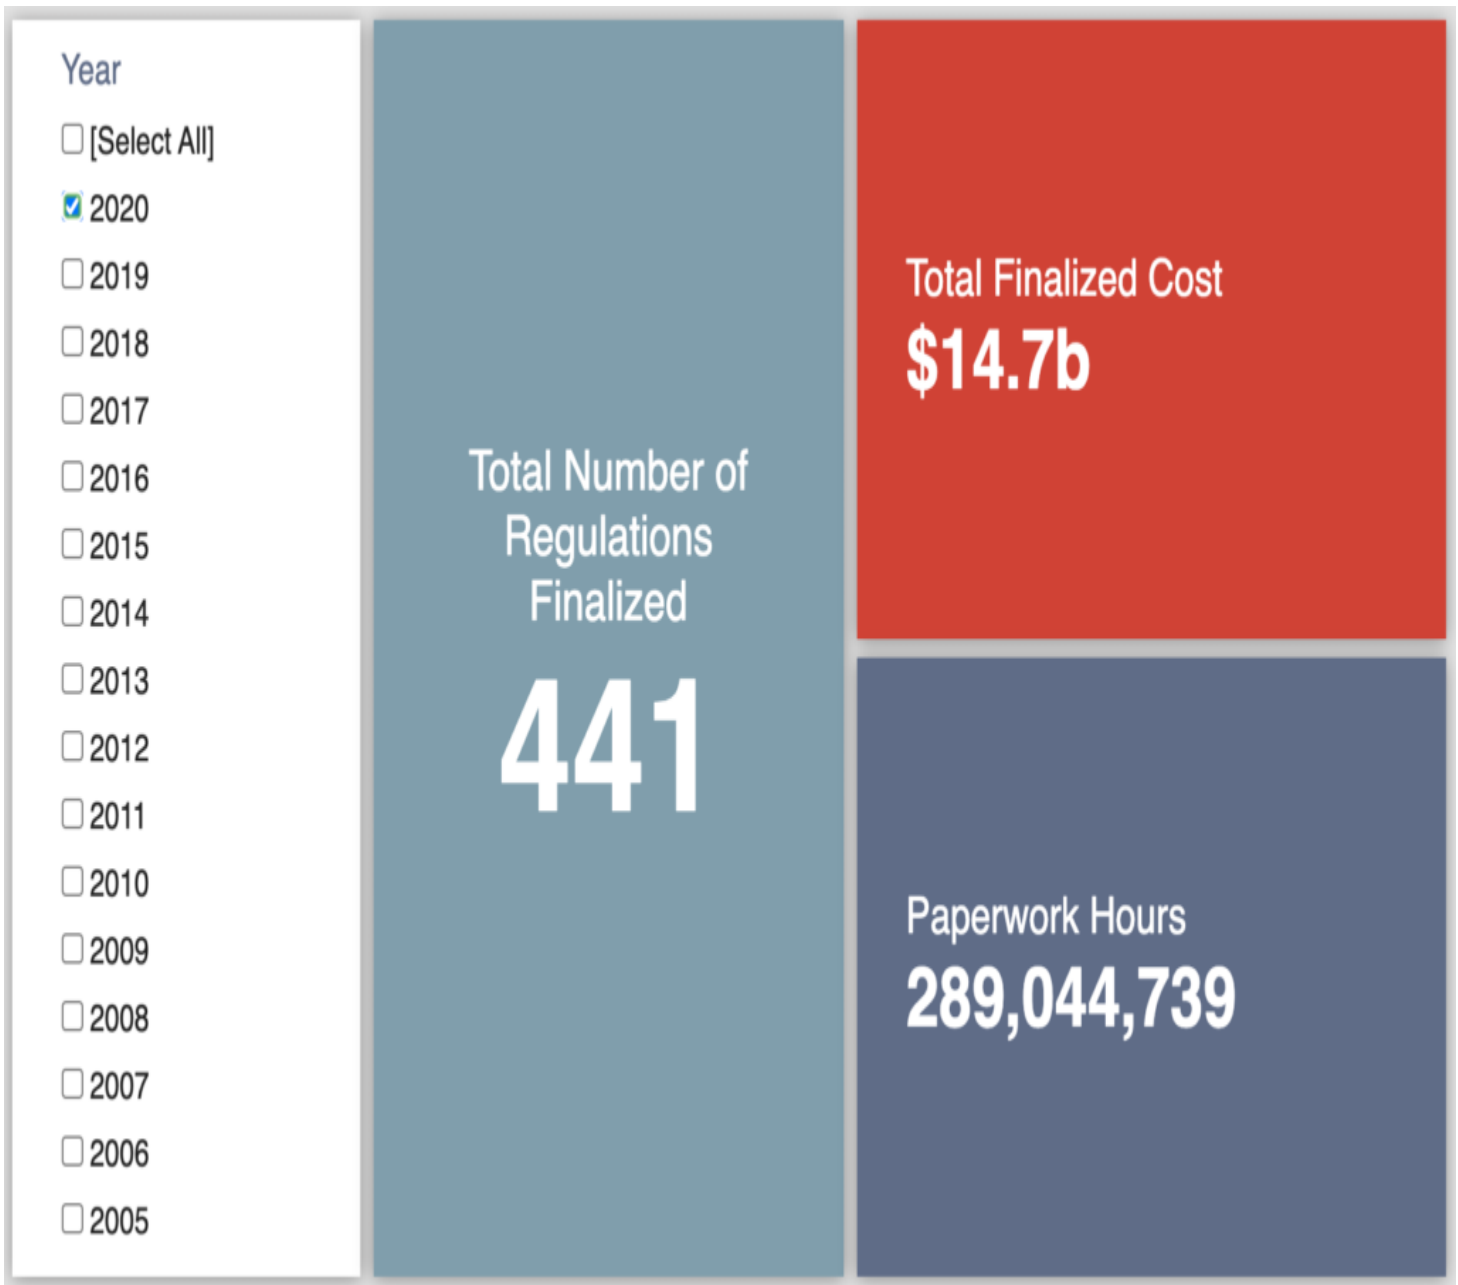 Year
[Select All]
2020
2019
2018
2017
2016
2015
2014
2013
2012
2011
2010
2009
2008
2007
2006
2005
Total Number of
Regulations
Finalized
441
Total Finalized Cost
$14.7b
Paperwork Hours
289,044,739